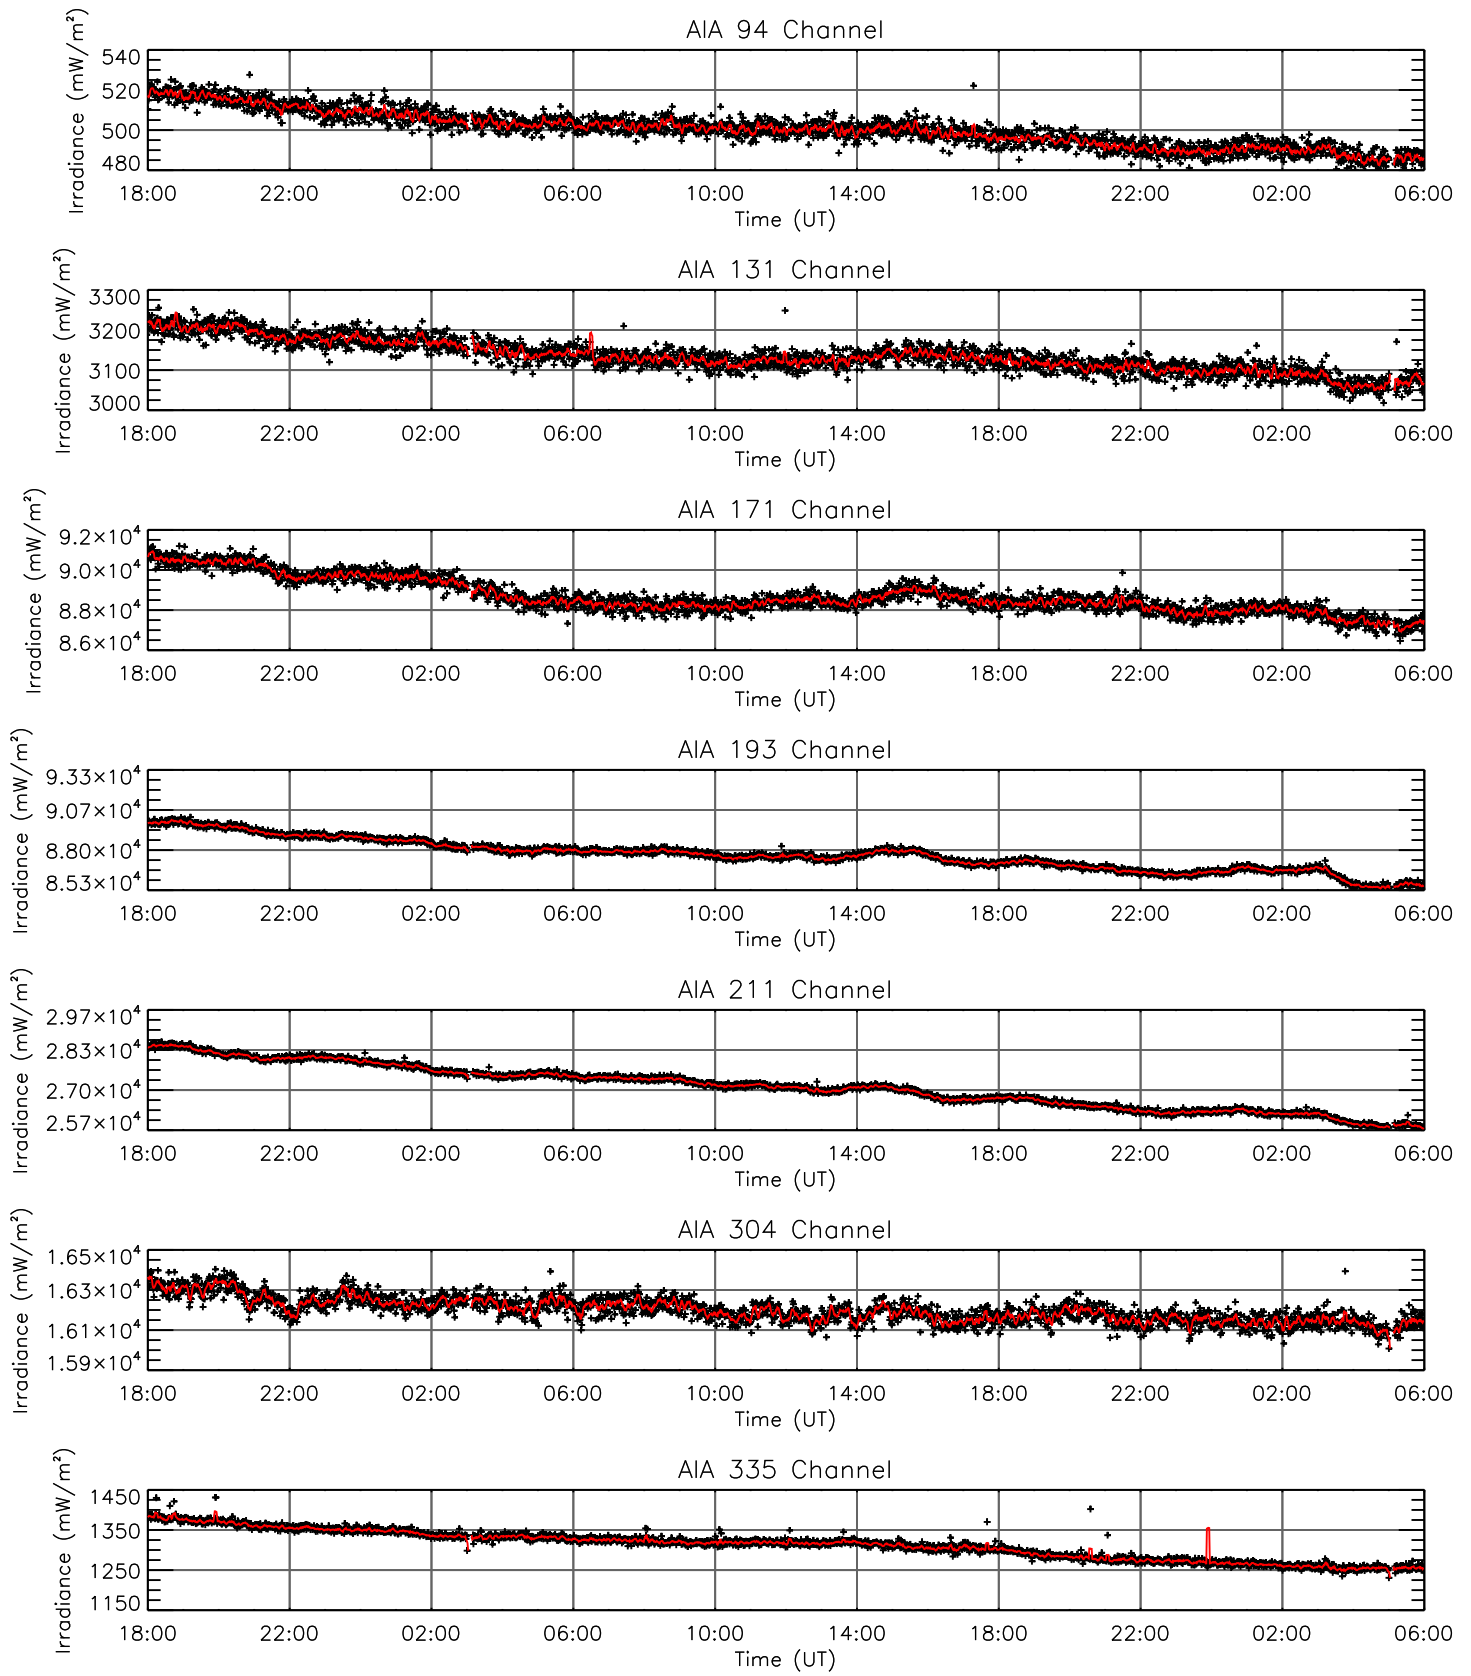 AIA 94 Channel
Irradiance (mW/m²)
540
520
500
480
18:00 22:00 02:00 06:00 10:00 14:00 18:00 22:00 02:00 06:00
Time (UT)
AIA 131 Channel
Irradiance (mW/m²)
3300
3200
3100
3000
18:00 22:00 02:00 06:00 10:00 14:00 18:00 22:00 02:00 06:00
Time (UT)
AIA 171 Channel
Irradiance (mW/m²)
9.2×10⁴
9.0×10⁴
8.8×10⁴
8.6×10⁴
18:00 22:00 02:00 06:00 10:00 14:00 18:00 22:00 02:00 06:00
Time (UT)
AIA 193 Channel
Irradiance (mW/m²)
9.33×10⁴
9.07×10⁴
8.80×10⁴
8.53×10⁴
18:00 22:00 02:00 06:00 10:00 14:00 18:00 22:00 02:00 06:00
Time (UT)
AIA 211 Channel
Irradiance (mW/m²)
2.97×10⁴
2.83×10⁴
2.70×10⁴
2.57×10⁴
18:00 22:00 02:00 06:00 10:00 14:00 18:00 22:00 02:00 06:00
Time (UT)
AIA 304 Channel
Irradiance (mW/m²)
1.65×10⁴
1.63×10⁴
1.61×10⁴
1.59×10⁴
18:00 22:00 02:00 06:00 10:00 14:00 18:00 22:00 02:00 06:00
Time (UT)
AIA 335 Channel
Irradiance (mW/m²)
1450
1350
1250
1150
18:00 22:00 02:00 06:00 10:00 14:00 18:00 22:00 02:00 06:00
Time (UT)